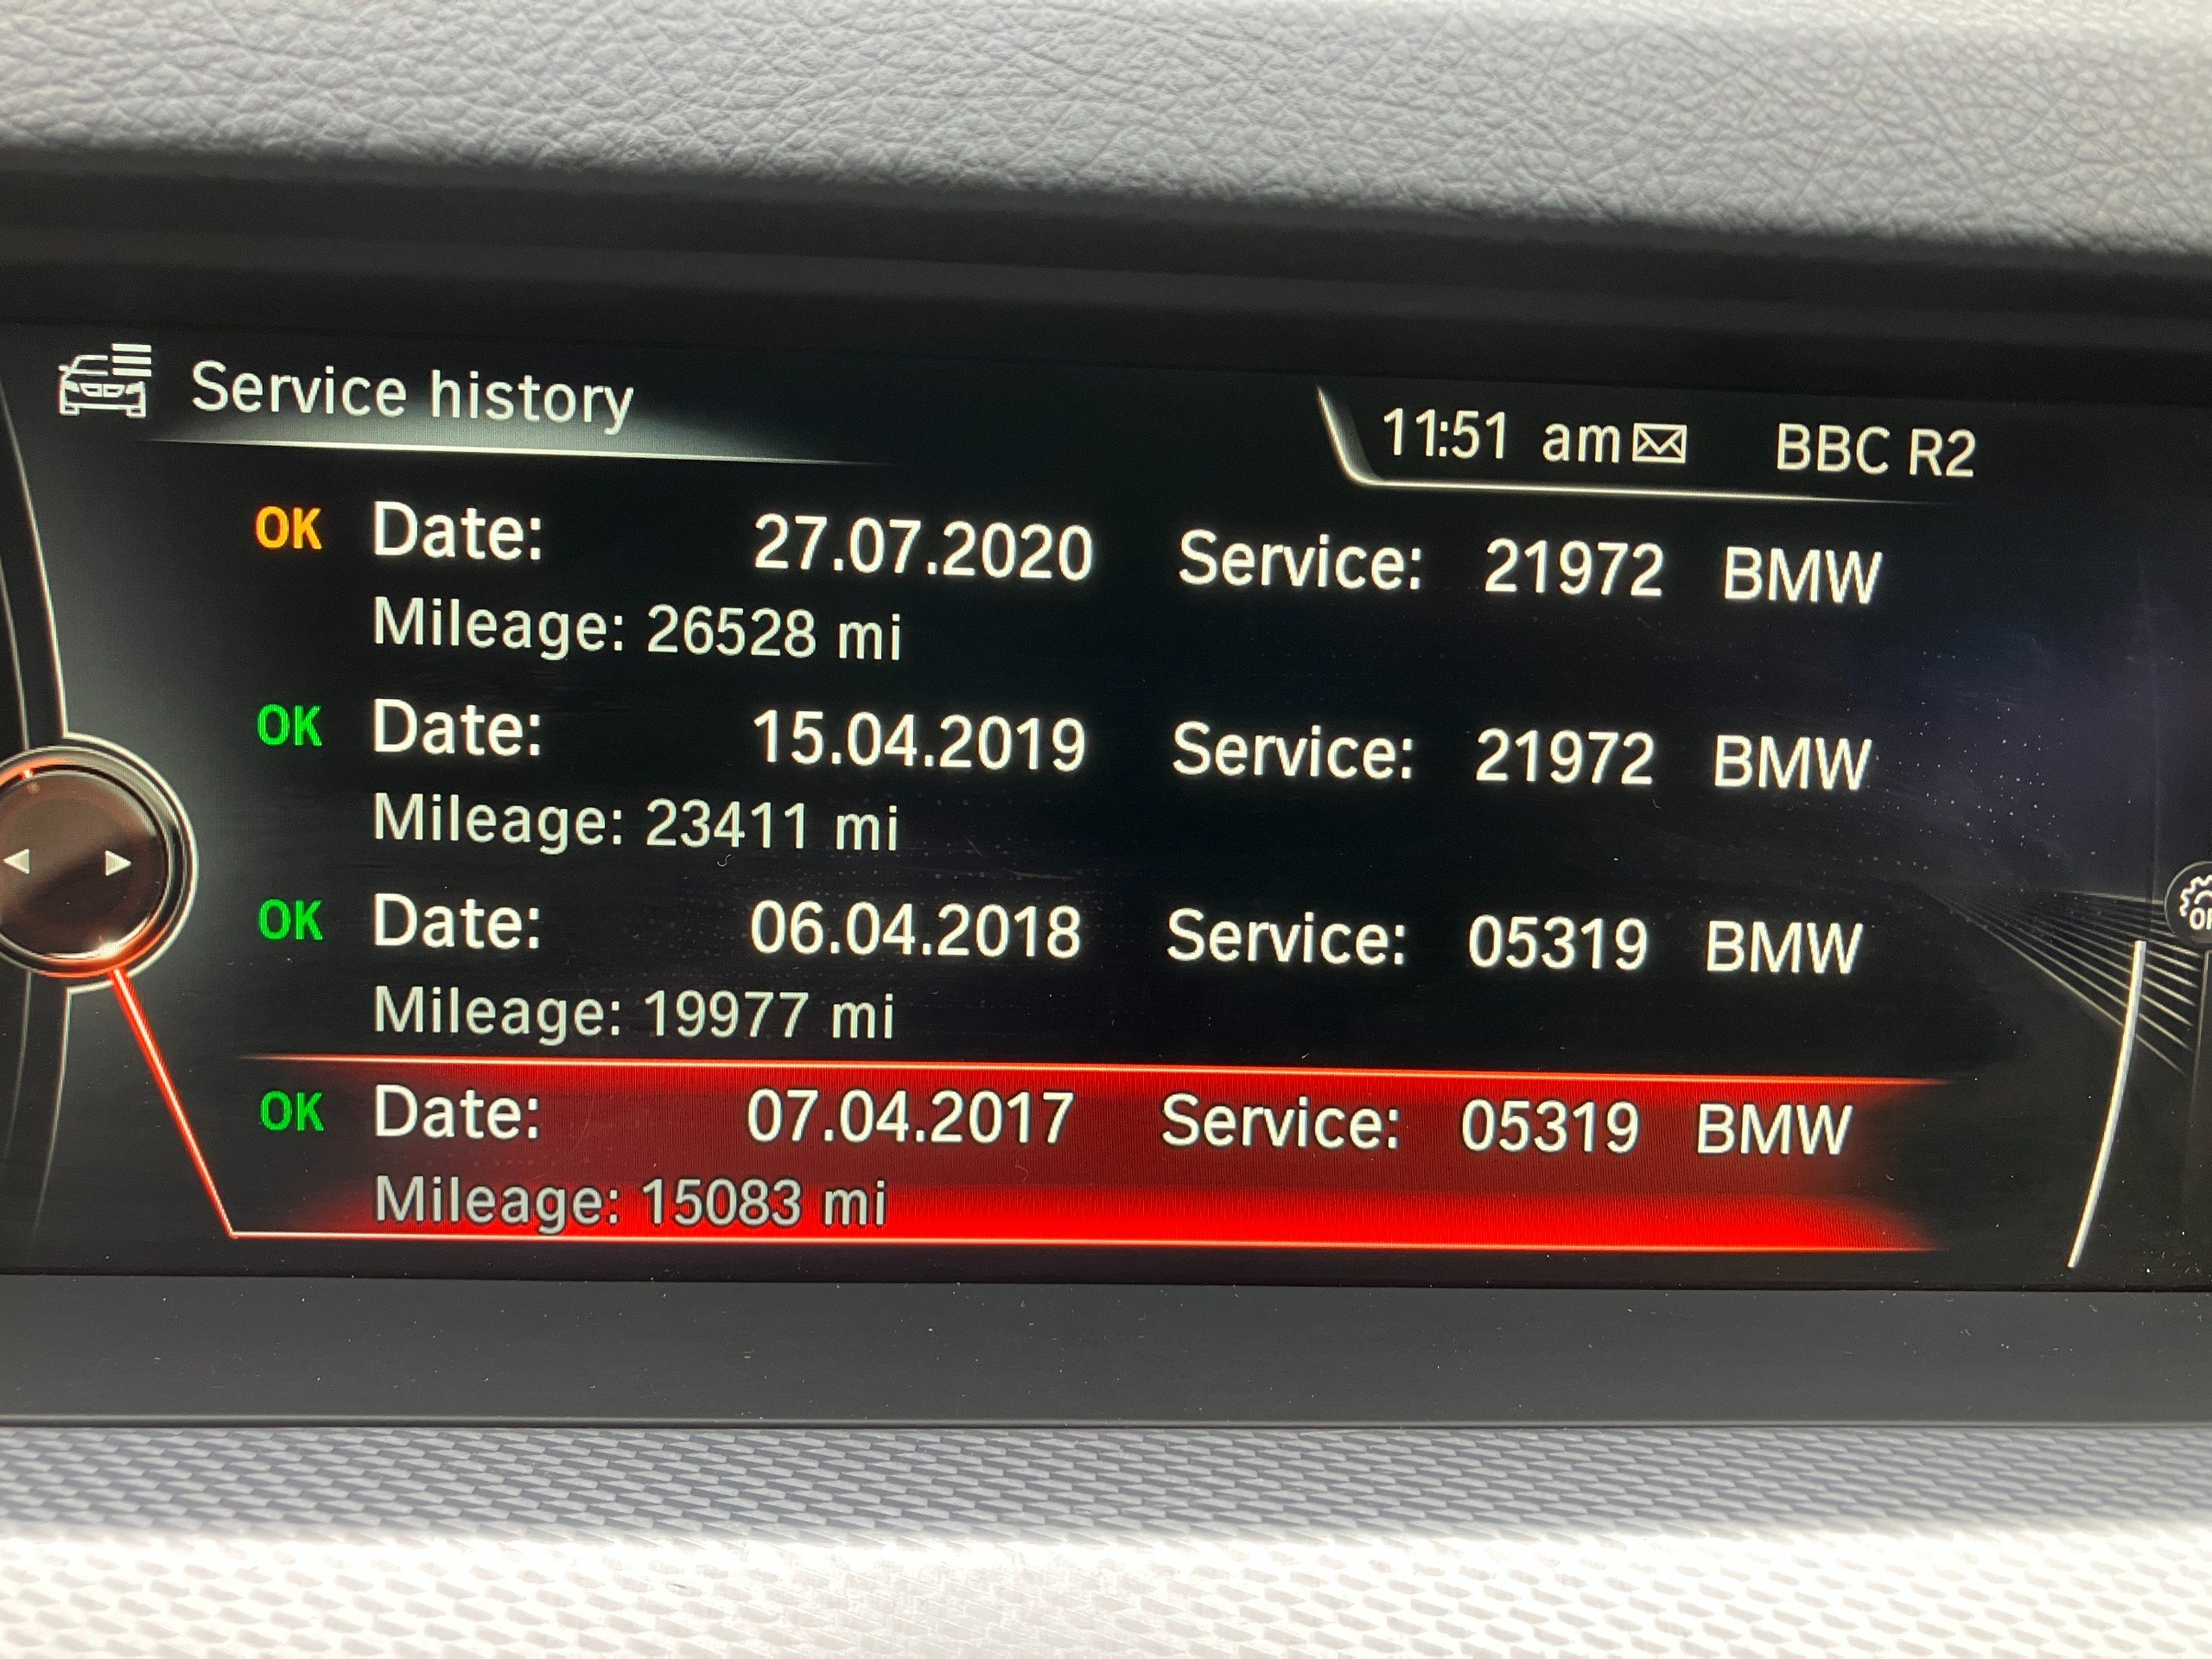 Service history
11:51 am BBC R2
OK Date: 27.07.2020 Service: 21972 BMW
Mileage: 26528 mi
OK Date: 15.04.2019 Service: 21972 BMW
Mileage: 23411 mi
OK Date: 06.04.2018 Service: 05319 BMW
Mileage: 19977 mi
OK Date: 07.04.2017 Service: 05319 BMW
Mileage: 15083 mi